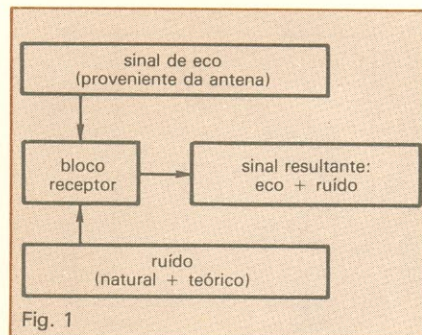 sinal de eco
(proveniente da antena)
bloco
receptor
sinal resultante:
eco + ruído
ruído
(natural + teórico)
Fig. 1